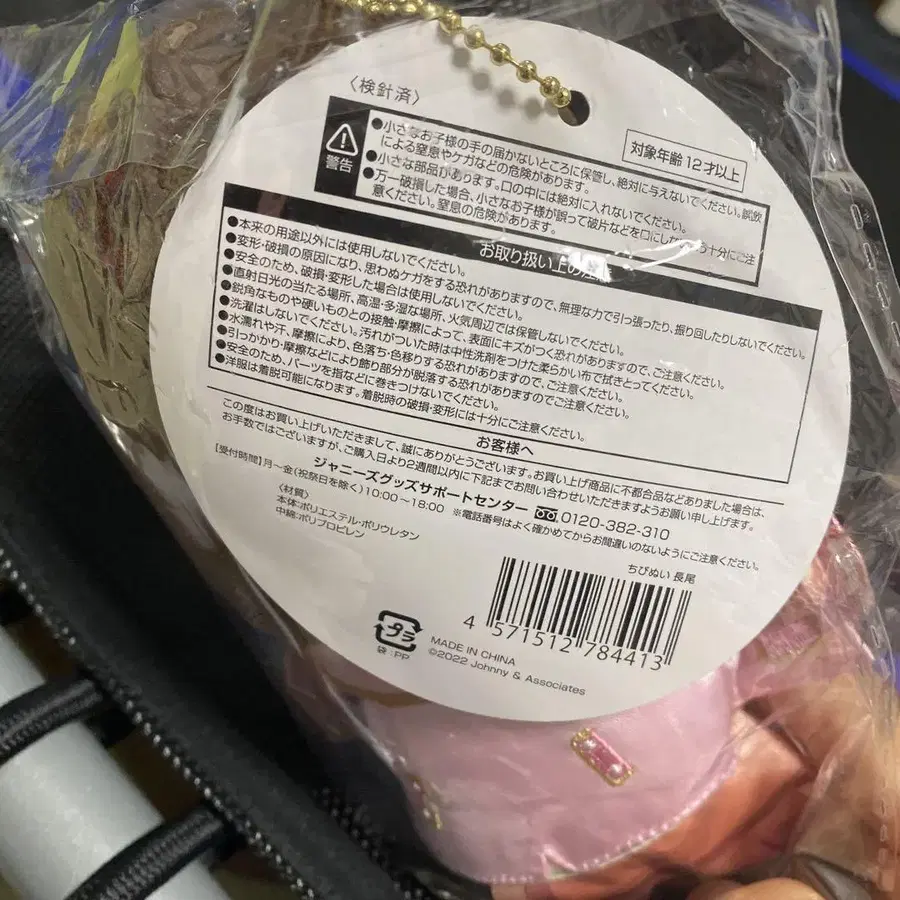 〈検針済〉
対象年齢12才以上
警告
●小さなお子様の手の届かないところに保管し、絶対に与えないでください。誤飲
による窒息やケガなどの危険があります。
●小さな部品があります。口の中には絶対に入れないでください。
●万一破損した場合、小さなお子様が誤って破片などを口にした 十分にご注
意ください。窒息の危険があります。
お取り扱い上の
●本来の用途以外には使用しないでください。
●変形・破損の原因になり、思わぬケガをする恐れがありますので、無理な力で引っ張ったり、振り回したりしないでください。
●安全のため、破損・変形した場合は使用しないでください。
●直射日光の当たる場所、高温・多湿な場所、火気周辺では保管しないでください。
●鋭角なものや硬いものとの接触・摩擦によって、表面にキズがつく恐れがありますので、ご注意ください。
●洗濯はしないでください。汚れがついた時は中性洗剤をつけた柔らかい布で拭きとってください。
●水濡れや汗、摩擦により、色落ち・色移りする恐れがありますので、ご注意ください。
●引っかかり・摩擦などにより飾り部分が脱落する恐れがありますのでご注意ください。
●安全のため、パーツを指などに巻きつけないでください。
●洋服は着脱可能になります。着脱時の破損・変形には十分にご注意ください。
お客様へ
この度はお買い上げいただきまして、誠にありがとうございます。お買い上げ商品に不都合品などありました場合は、
お手数ではございますが、ご購入日より2週間以内に下記までお問い合わせいただきますようお願い申し上げます。
ジャニーズグッズサポートセンター 0120-382-310
【受付時間】月～金(祝祭日を除く)10:00～18:00 ※電話番号はよく確かめてからお間違いのないようにご注意ください。
〈材質〉
本体:ポリエステル・ポリウレタン
中綿:ポリプロピレン
ちびぬい 長尾
4 571512 784413
プラ
袋:PP
MADE IN CHINA
©2022 Johnny & Associates